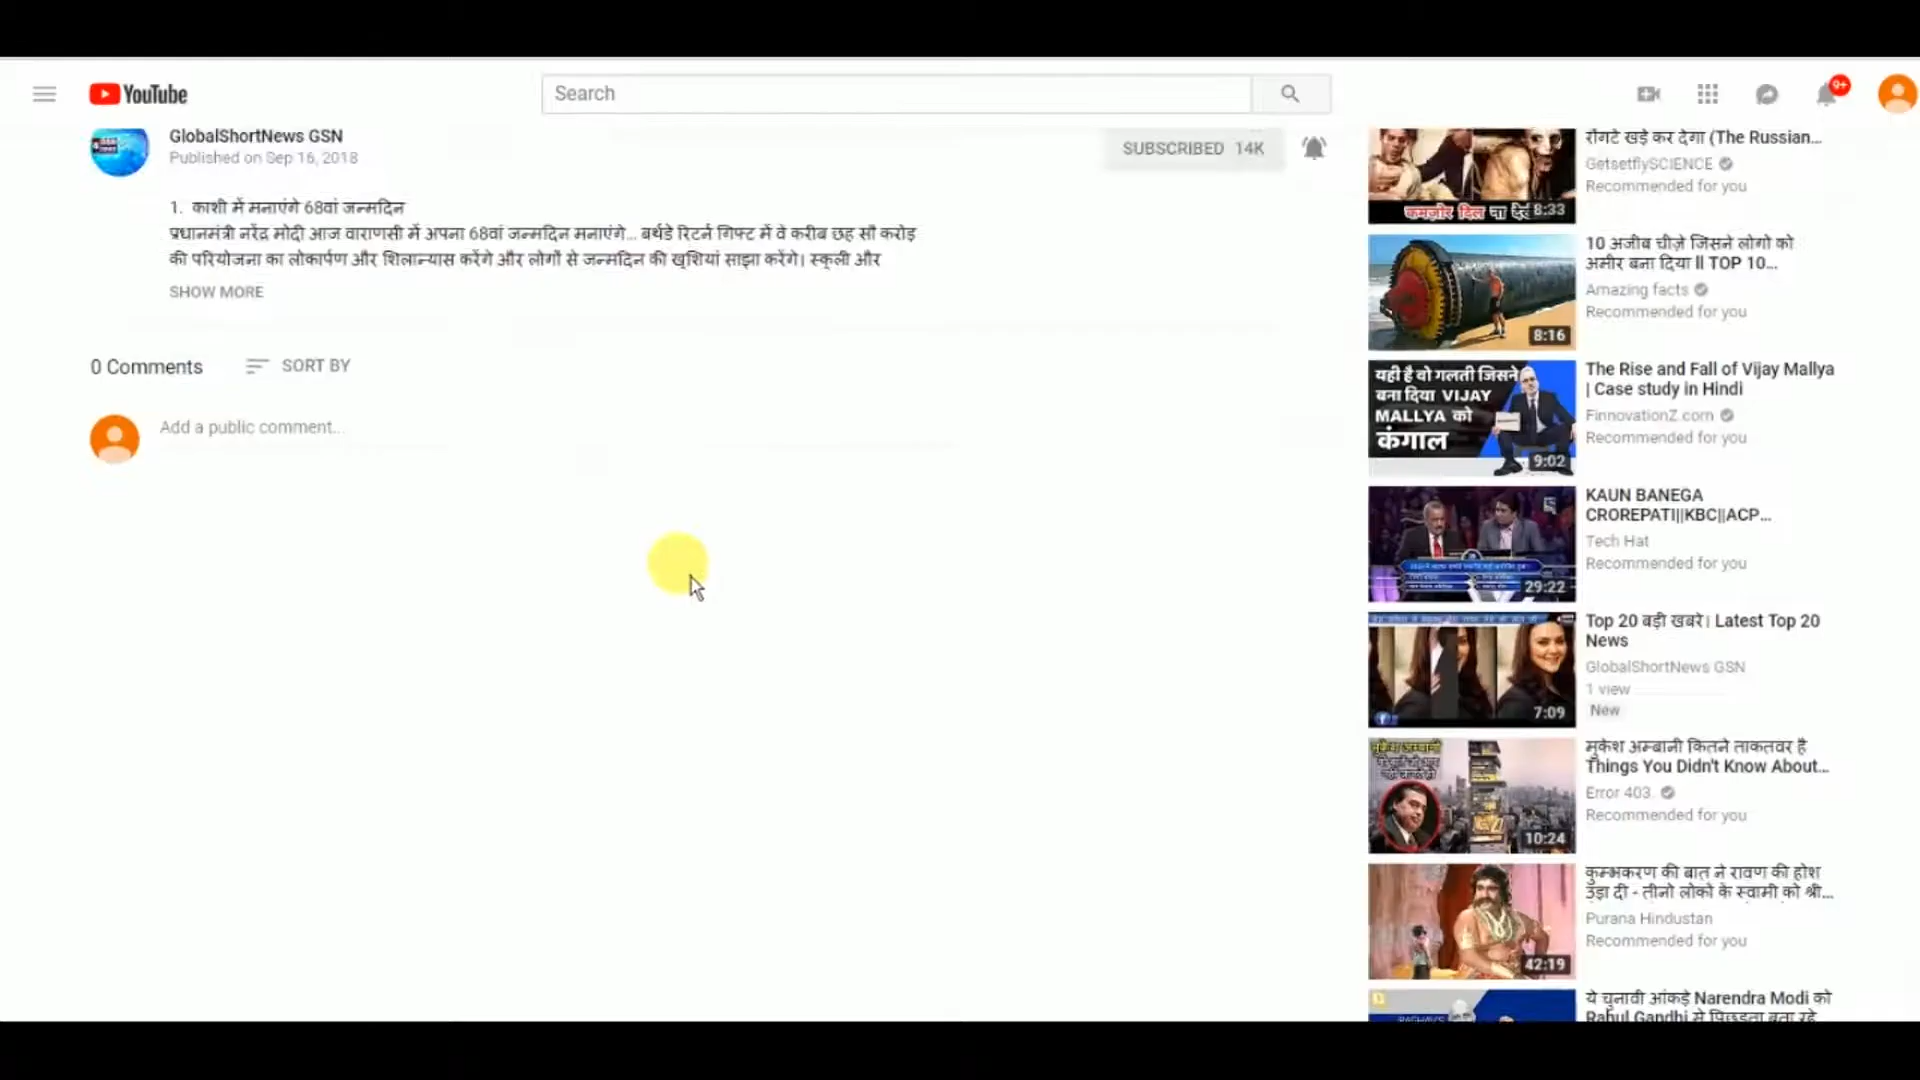 YouTube
Search
9+
GlobalShortNews GSN
Published on Sep 16, 2018
SUBSCRIBED 14K
1. काशी में मनाएंगे 68वां जन्मदिन
प्रधानमंत्री नरेंद्र मोदी आज वाराणसी में अपना 68वां जन्मदिन मनाएंगे... बर्थडे रिटर्न गिफ्ट में वे करीब छह सौ करोड़
की परियोजना का लोकार्पण और शिलान्यास करेंगे और लोगों से जन्मदिन की खुशियां साझा करेंगे। स्कूली और
SHOW MORE
0 Comments
SORT BY
Add a public comment...
रोंगटे खड़े कर देगा (The Russian...
GetsetflySCIENCE
Recommended for you
कमज़ोर दिल ना देखें
8:33
10 अजीब चीज़े जिसने लोगो को
अमीर बना दिया ll TOP 10...
Amazing facts
Recommended for you
8:16
यही है वो गलती जिसने
बना दिया VIJAY
MALLYA को
कंगाल
9:02
The Rise and Fall of Vijay Mallya
| Case study in Hindi
FinnovationZ.com
Recommended for you
KAUN BANEGA
CROREPATI||KBC||ACP...
Tech Hat
Recommended for you
29:22
Top 20 बड़ी खबरे। Latest Top 20
News
GlobalShortNews GSN
1 view
New
7:09
मुकेश अम्बानी कितने ताकतवर है
Things You Didn't Know About...
Error 403
Recommended for you
मुकेश अम्बानी
10:24
कुम्भकरण की बात ने रावण की होश
उड़ा दी - तीनो लोको के स्वामी को श्री...
Purana Hindustan
Recommended for you
42:19
ये चुनावी आंकड़े Narendra Modi को
Rahul Gandhi से पिछड़ता बता रहे